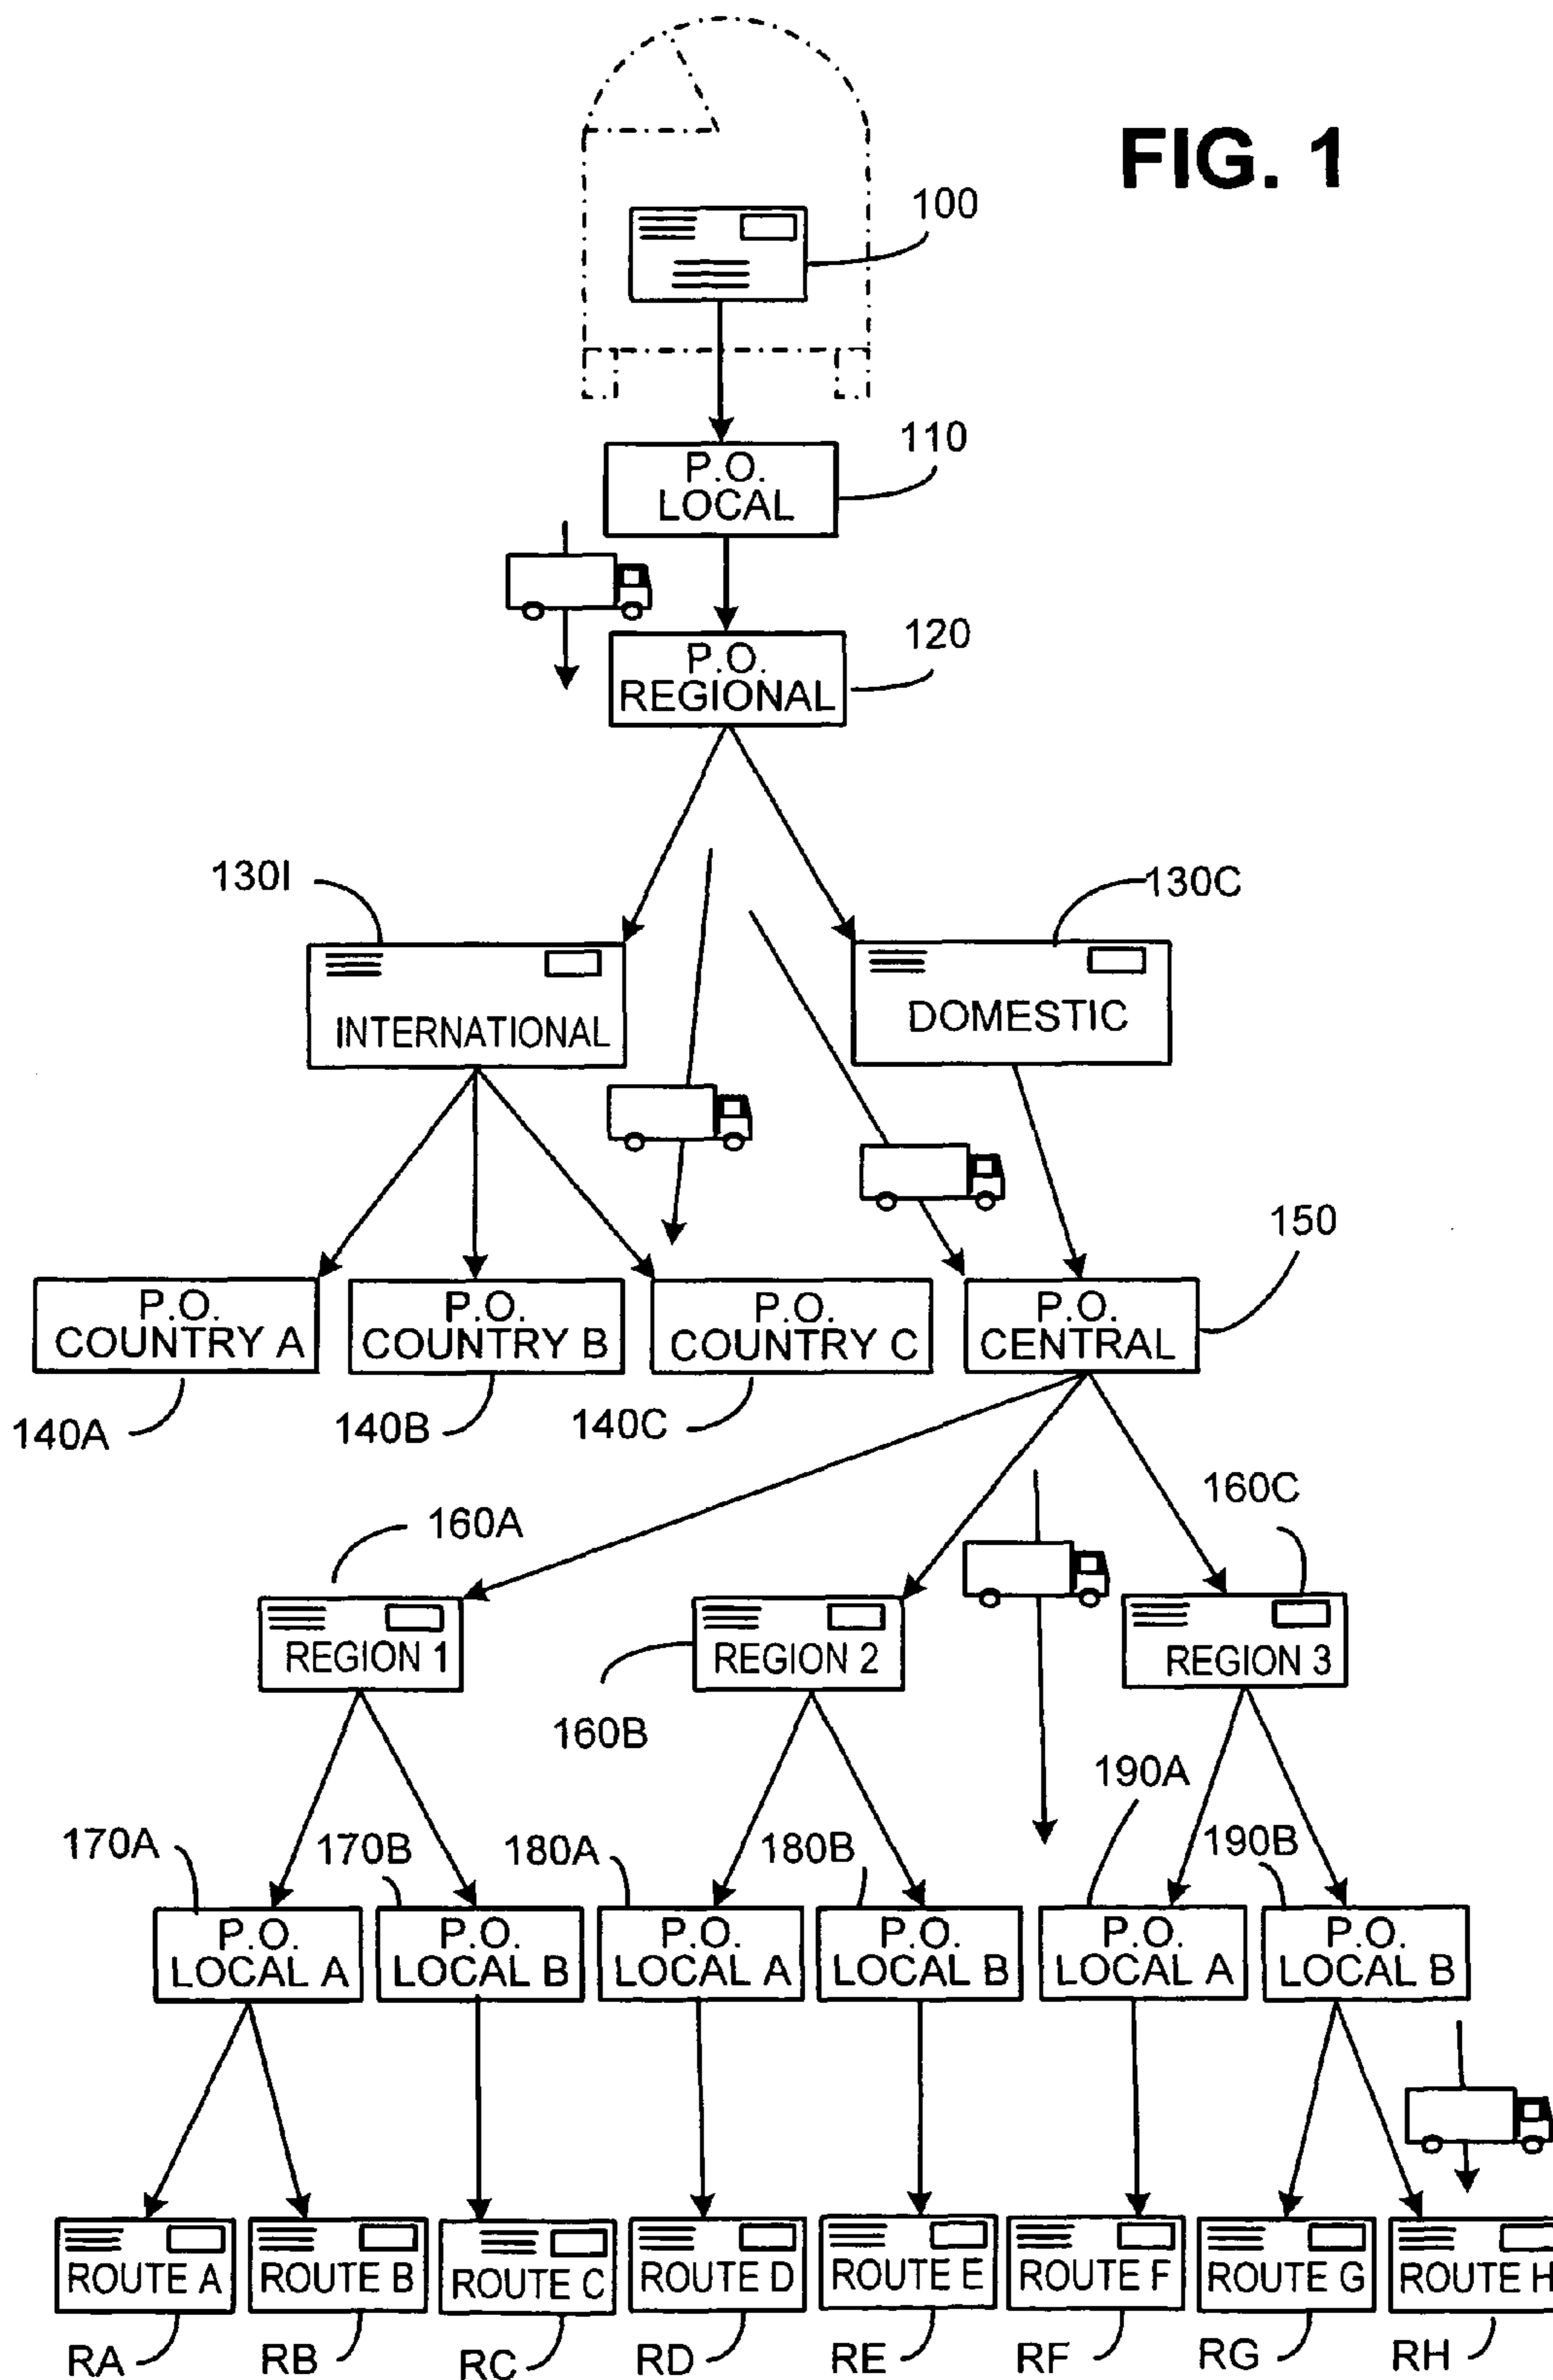 FIG. 1
100
P.O.
LOCAL
110
P.O.
REGIONAL
120
130I
130C
INTERNATIONAL
DOMESTIC
150
P.O.
COUNTRY A
P.O.
COUNTRY B
P.O.
COUNTRY C
P.O.
CENTRAL
140A
140B
140C
160A
160C
REGION 1
REGION 2
REGION 3
160B
190A
170A
170B
180A
180B
190B
P.O.
LOCAL A
P.O.
LOCAL B
P.O.
LOCAL A
P.O.
LOCAL B
P.O.
LOCAL A
P.O.
LOCAL B
ROUTE A
ROUTE B
ROUTE C
ROUTE D
ROUTE E
ROUTE F
ROUTE G
ROUTE H
RA
RB
RC
RD
RE
RF
RG
RH